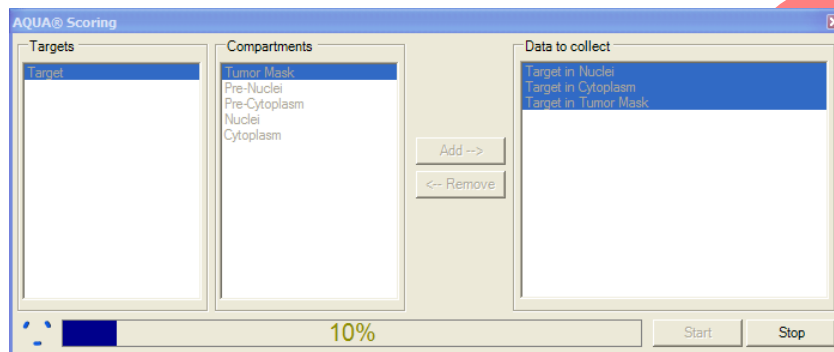 AQUA® Scoring
Targets
Target
Compartments
Tumor Mask
Pre-Nuclei
Pre-Cytoplasm
Nuclei
Cytoplasm
Add -->
<-- Remove
Data to collect
Target in Nuclei
Target in Cytoplasm
Target in Tumor Mask
10%
Start
Stop